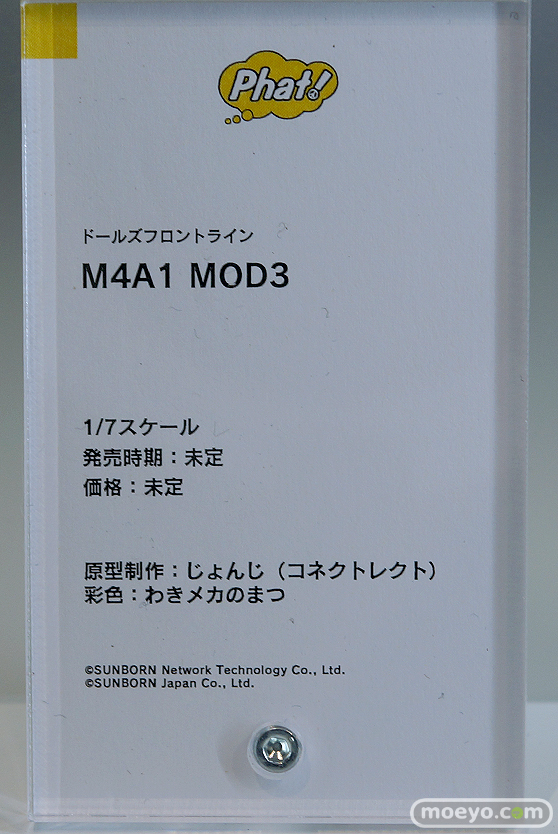 Phat!
ドールズフロントライン
M4A1 MOD3
1/7スケール
発売時期：未定
価格：未定
原型制作：じょんじ（コネクトレクト）
彩色：わきメカのまつ
©SUNBORN Network Technology Co., Ltd.
©SUNBORN Japan Co., Ltd.
moeyo.com